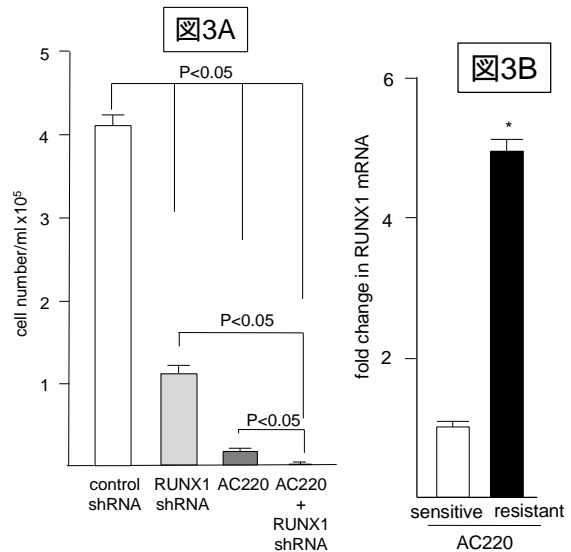 図3A
5
4
3
2
1
cell number/ml x10⁵
P<0.05
P<0.05
P<0.05
control
shRNA
RUNX1
shRNA
AC220
AC220
+
RUNX1
shRNA
図3B
6
4
2
fold change in RUNX1 mRNA
*
sensitive
resistant
AC220